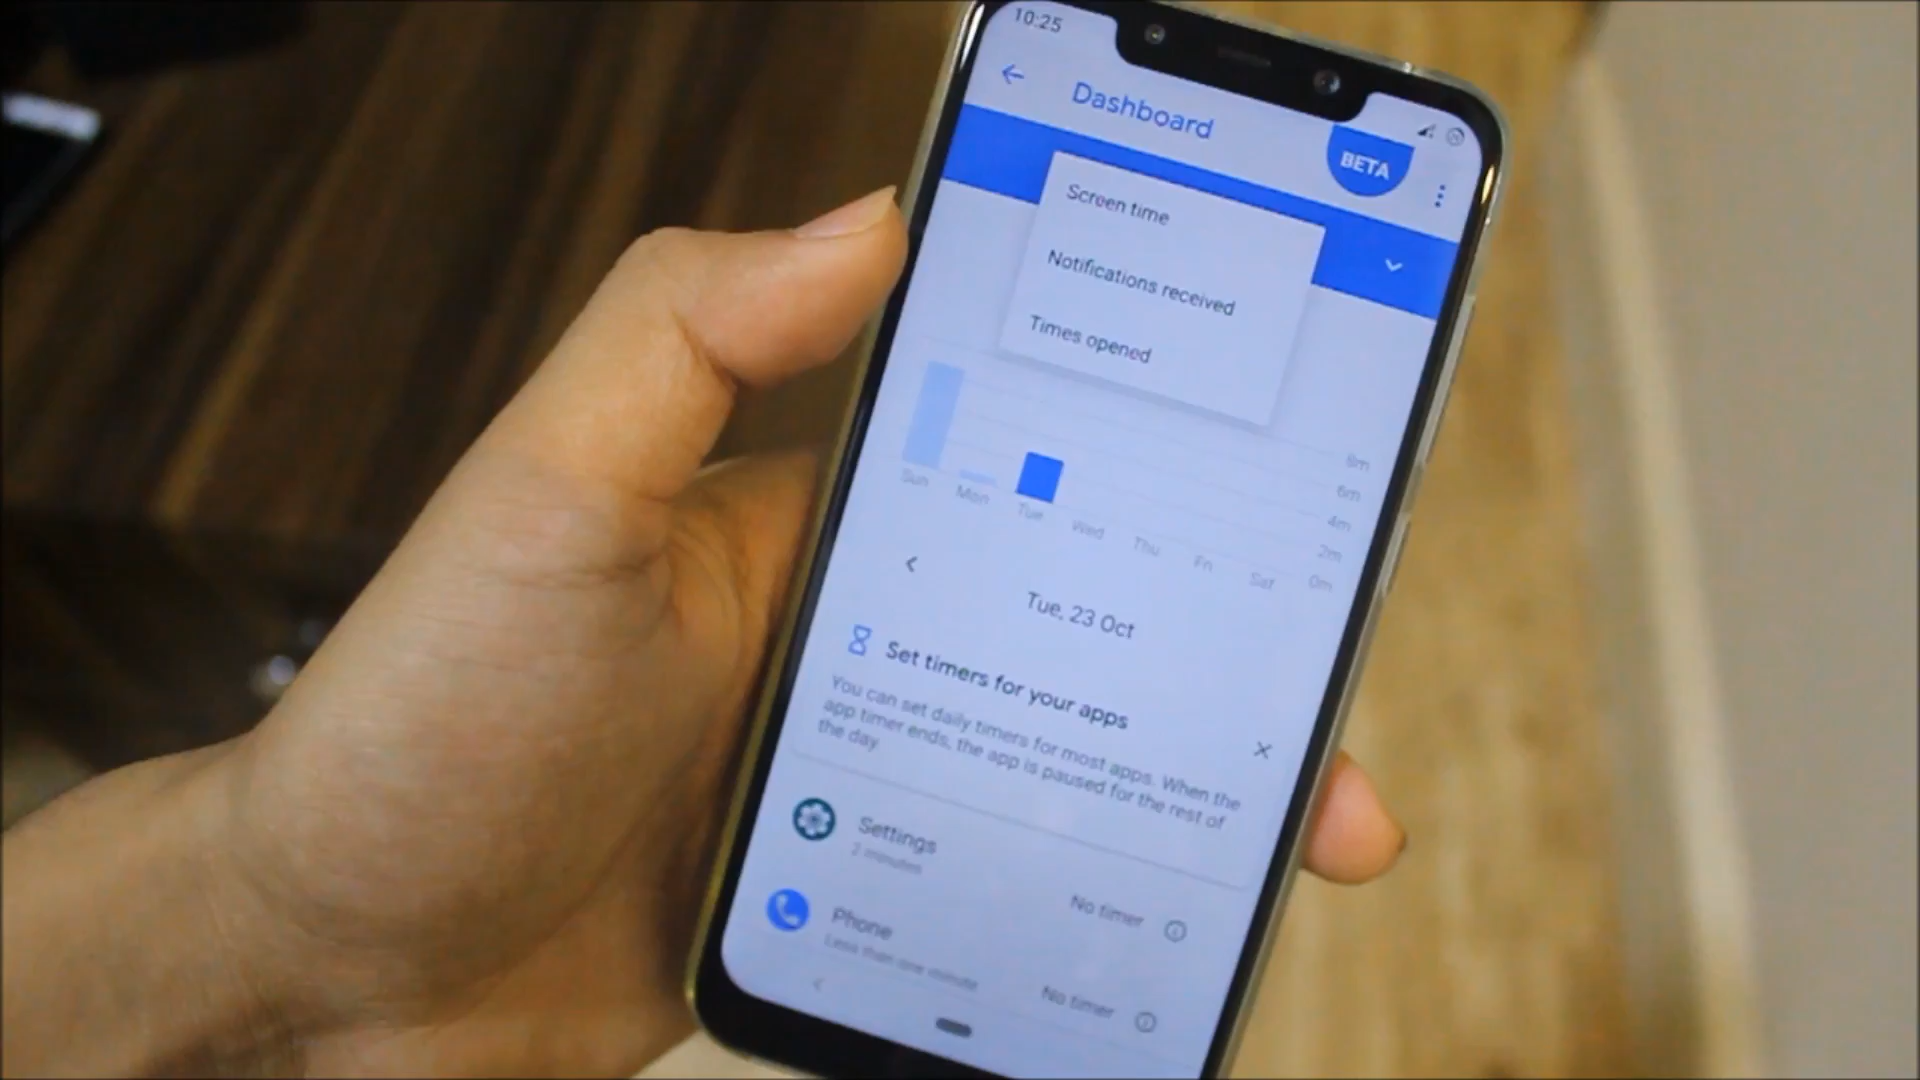 10:25
Dashboard
BETA
Screen time
Notifications received
Times opened
8m
6m
4m
2m
0m
Sun Mon Tue Wed Thu Fri Sat
Tue, 23 Oct
Set timers for your apps
You can set daily timers for most apps. When the
app timer ends, the app is paused for the rest of
the day.
Settings
2 minutes
No timer
Phone
Less than one minute
No timer